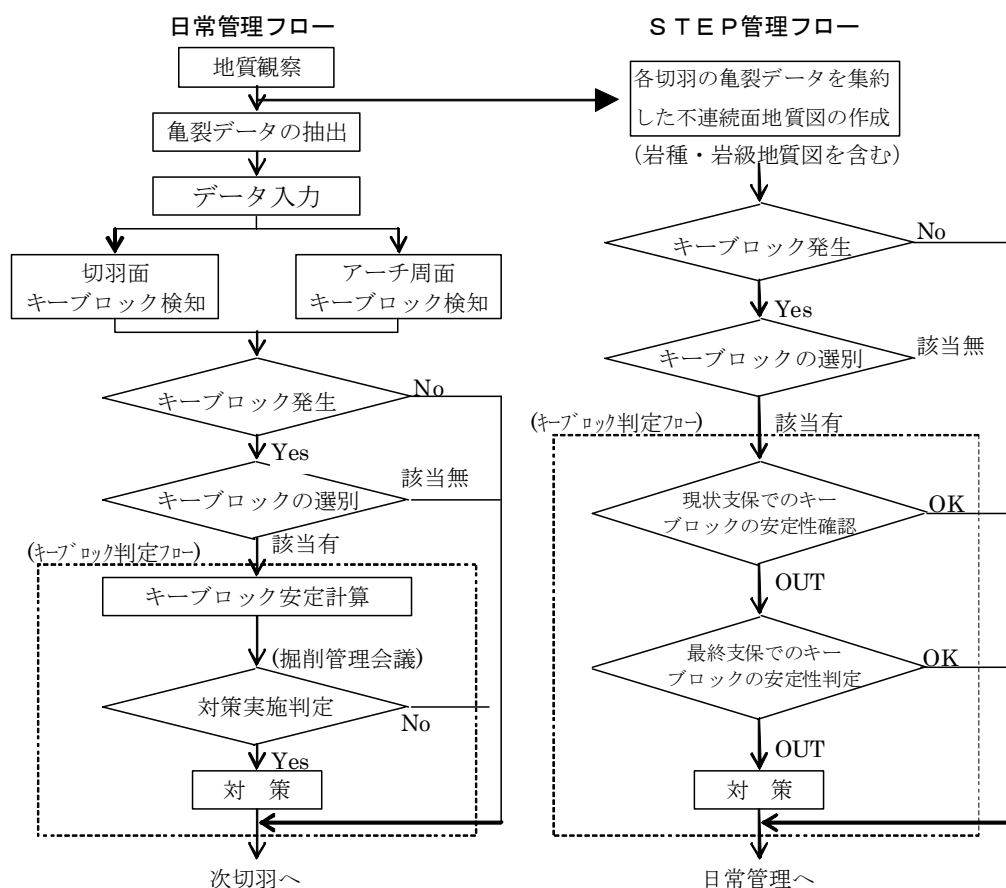 日常管理フロー
地質観察
亀裂データの抽出
データ入力
切羽面
キーブロック検知
アーチ周面
キーブロック検知
キーブロック発生
No
Yes
キーブロックの選別
該当無
該当有
(ｷｰﾌﾞﾛｯｸ判定ﾌﾛｰ)
キーブロック安定計算
(掘削管理会議)
対策実施判定
No
Yes
対　策
次切羽へ
ＳＴＥＰ管理フロー
各切羽の亀裂データを集約
した不連続面地質図の作成
(岩種・岩級地質図を含む)
キーブロック発生
No
Yes
キーブロックの選別
該当無
該当有
(ｷｰﾌﾞﾛｯｸ判定ﾌﾛｰ)
現状支保でのキー
ブロックの安定性確認
OK
OUT
最終支保でのキー
ブロックの安定性判定
OK
OUT
対　策
日常管理へ